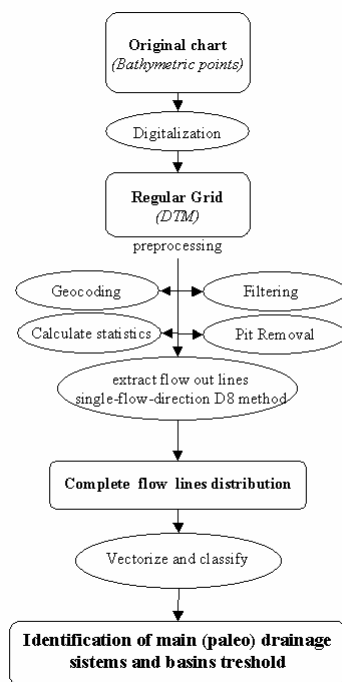 Original chart
(Bathymetric points)
Digitalization
Regular Grid
(DTM)
preprocessing
Geocoding
Filtering
Calculate statistics
Pit Removal
extract flow out lines
single-flow-direction D8 method
Complete flow lines distribution
Vectorize and classify
Identification of main (paleo) drainage
sistems and basins treshold